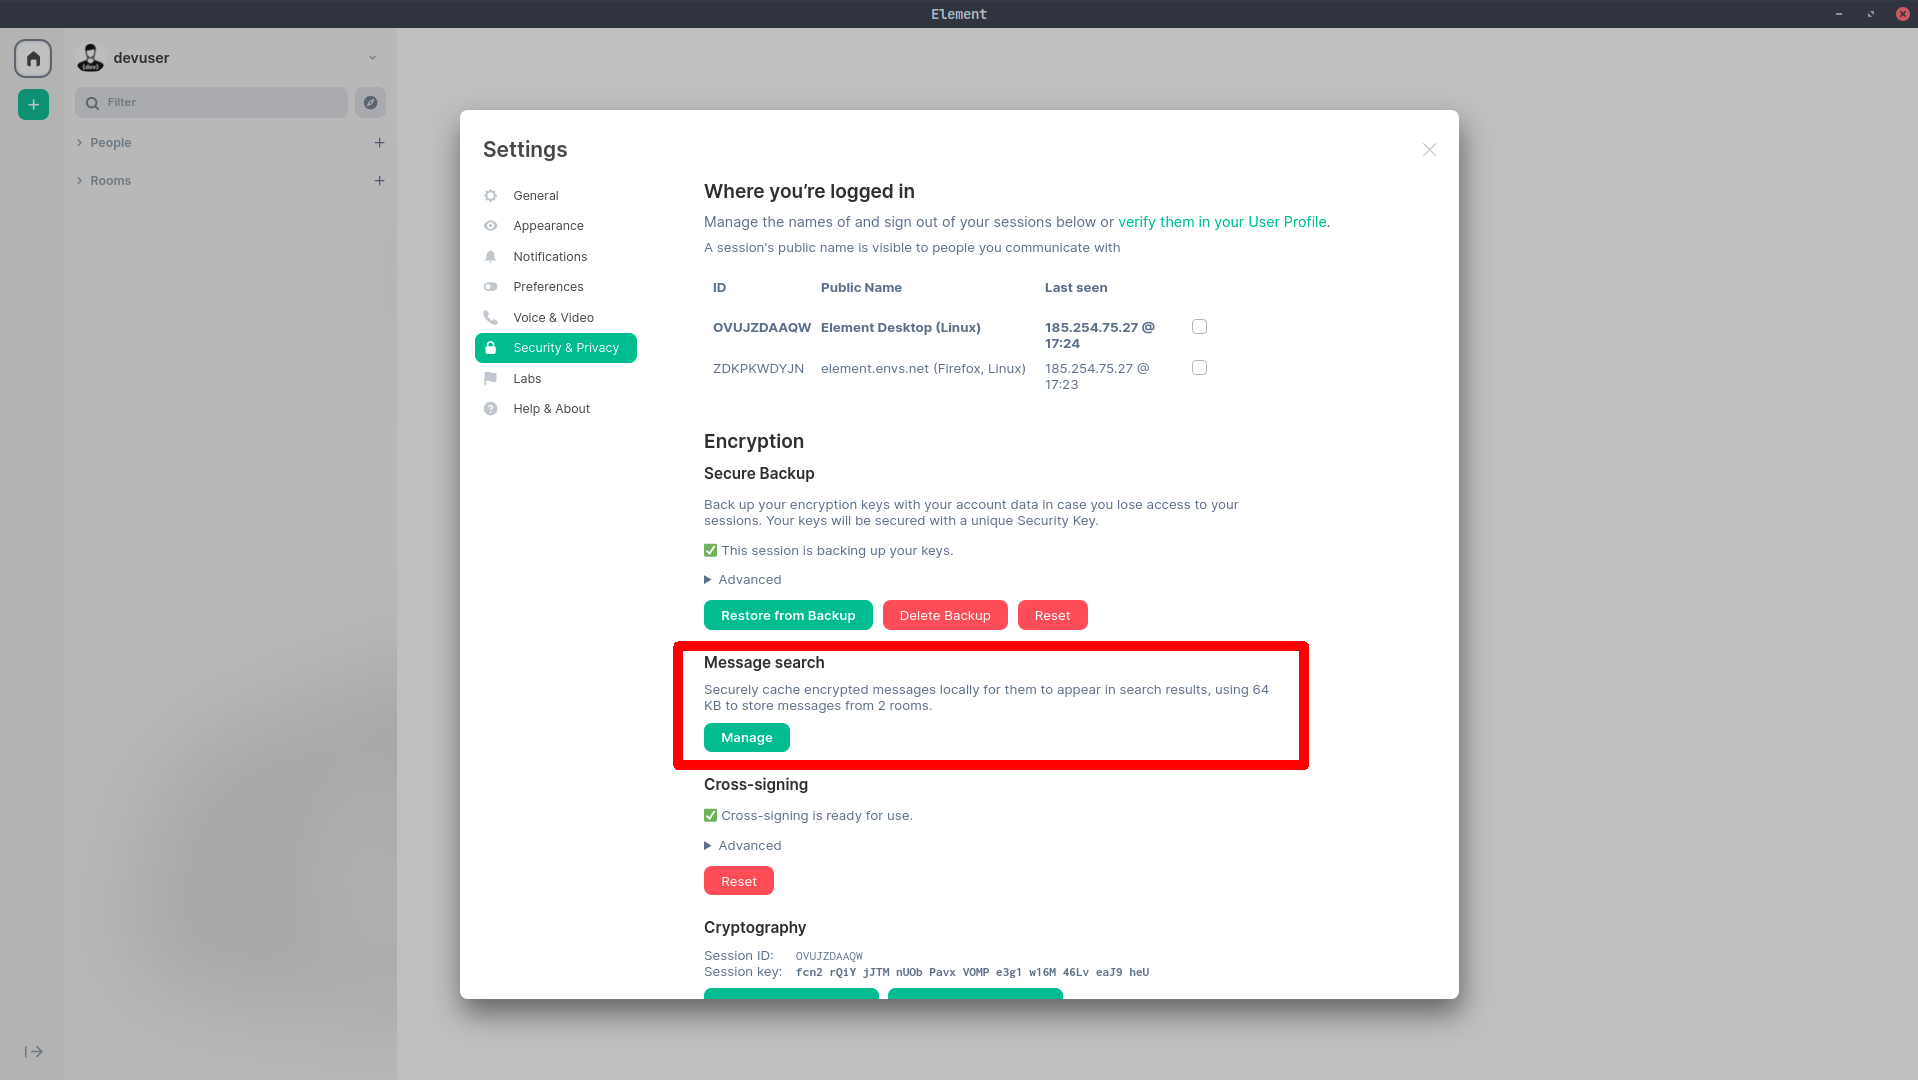 Element
devuser
Filter
People
Rooms
Settings
General
Appearance
Notifications
Preferences
Voice & Video
Security & Privacy
Labs
Help & About
Where you’re logged in
Manage the names of and sign out of your sessions below or verify them in your User Profile.
A session's public name is visible to people you communicate with
ID Public Name Last seen
OVUJZDAAQW Element Desktop (Linux) 185.254.75.27 @
17:24
ZDKPKWDYJN element.envs.net (Firefox, Linux) 185.254.75.27 @
17:23
Encryption
Secure Backup
Back up your encryption keys with your account data in case you lose access to your
sessions. Your keys will be secured with a unique Security Key.
✅ This session is backing up your keys.
▶ Advanced
Restore from Backup Delete Backup Reset
Message search
Securely cache encrypted messages locally for them to appear in search results, using 64
KB to store messages from 2 rooms.
Manage
Cross-signing
✅ Cross-signing is ready for use.
▶ Advanced
Reset
Cryptography
Session ID: OVUJZDAAQW
Session key: fcn2 rQiY jJTM nUOb Pavx VOMP e3g1 w16M 46Lv eaJ9 heU